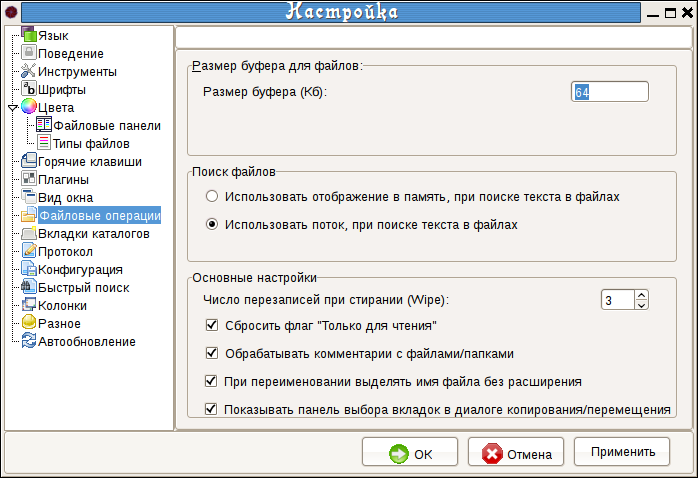 Настройка
Язык
Поведение
Инструменты
Шрифты
Цвета
Файловые панели
Типы файлов
Горячие клавиши
Плагины
Вид окна
Файловые операции
Вкладки каталогов
Протокол
Конфигурация
Быстрый поиск
Колонки
Разное
Автообновление
Размер буфера для файлов:
Размер буфера (Кб): 64
Поиск файлов
Использовать отображение в память, при поиске текста в файлах
Использовать поток, при поиске текста в файлах
Основные настройки
Число перезаписей при стирании (Wipe): 3
Сбросить флаг "Только для чтения"
Обрабатывать комментарии с файлами/папками
При переименовании выделять имя файла без расширения
Показывать панель выбора вкладок в диалоге копирования/перемещения
OK Отмена Применить